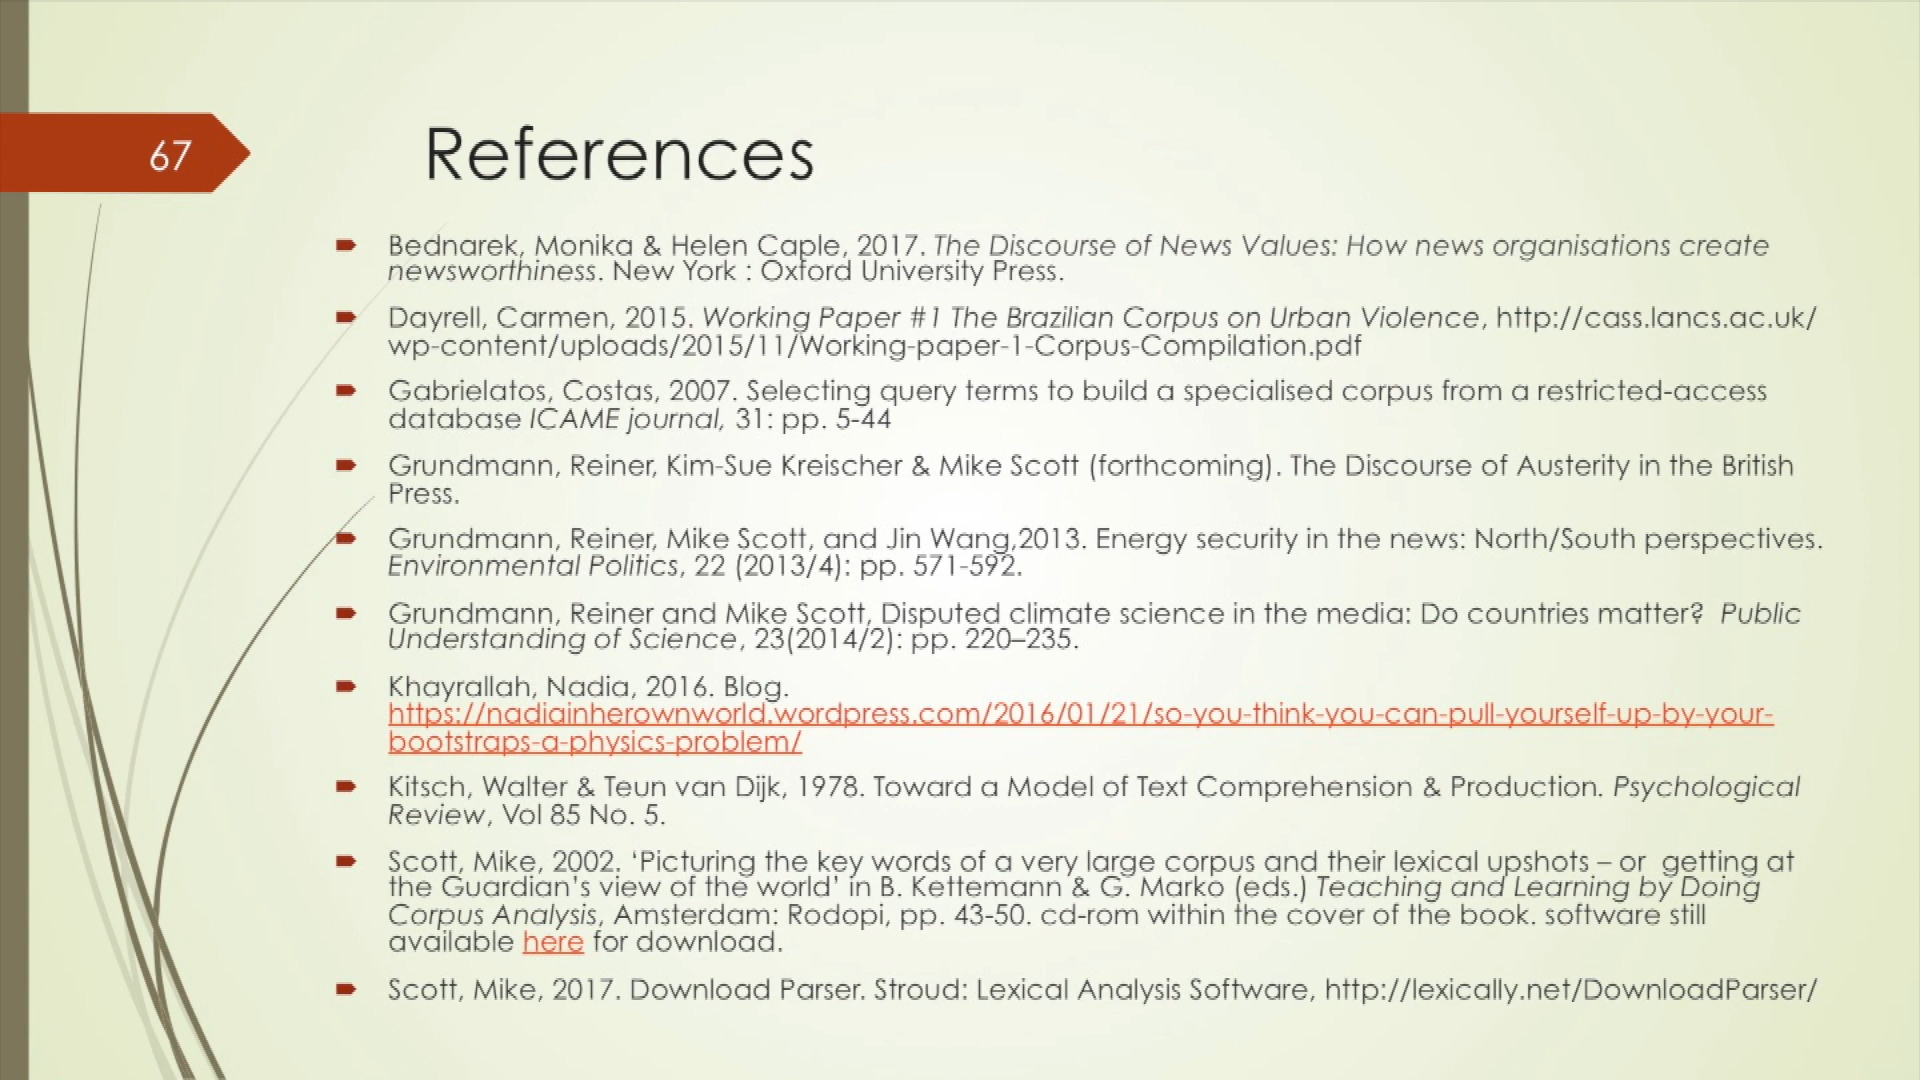 67
References
Bednarek, Monika & Helen Caple, 2017. The Discourse of News Values: How news organisations create
newsworthiness. New York : Oxford University Press.
Dayrell, Carmen, 2015. Working Paper #1 The Brazilian Corpus on Urban Violence, http://cass.lancs.ac.uk/
wp-content/uploads/2015/11/Working-paper-1-Corpus-Compilation.pdf
Gabrielatos, Costas, 2007. Selecting query terms to build a specialised corpus from a restricted-access
database ICAME journal, 31: pp. 5-44
Grundmann, Reiner, Kim-Sue Kreischer & Mike Scott (forthcoming). The Discourse of Austerity in the British
Press.
Grundmann, Reiner, Mike Scott, and Jin Wang,2013. Energy security in the news: North/South perspectives.
Environmental Politics, 22 (2013/4): pp. 571-592.
Grundmann, Reiner and Mike Scott, Disputed climate science in the media: Do countries matter?  Public
Understanding of Science, 23(2014/2): pp. 220–235.
Khayrallah, Nadia, 2016. Blog.
https://nadiainherownworld.wordpress.com/2016/01/21/so-you-think-you-can-pull-yourself-up-by-your-
bootstraps-a-physics-problem/
Kitsch, Walter & Teun van Dijk, 1978. Toward a Model of Text Comprehension & Production. Psychological
Review, Vol 85 No. 5.
Scott, Mike, 2002. ‘Picturing the key words of a very large corpus and their lexical upshots – or  getting at
the Guardian’s view of the world’ in B. Kettemann & G. Marko (eds.) Teaching and Learning by Doing
Corpus Analysis, Amsterdam: Rodopi, pp. 43-50. cd-rom within the cover of the book. software still
available here for download.
Scott, Mike, 2017. Download Parser. Stroud: Lexical Analysis Software, http://lexically.net/DownloadParser/